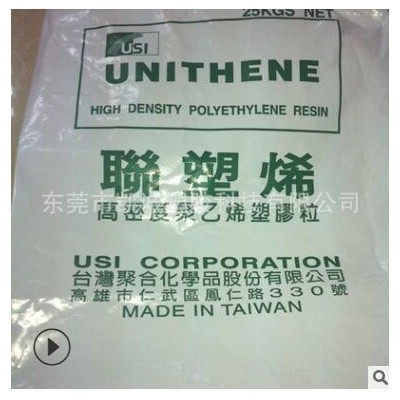 25KGS NET
USI
UNITHENE
HIGH DENSITY POLYETHYLENE RESIN
聯塑烯
高密度聚乙烯塑膠粒
USI CORPORATION
台灣聚合化學品股份有限公司
高雄市仁武區鳳仁路330號
MADE IN TAIWAN